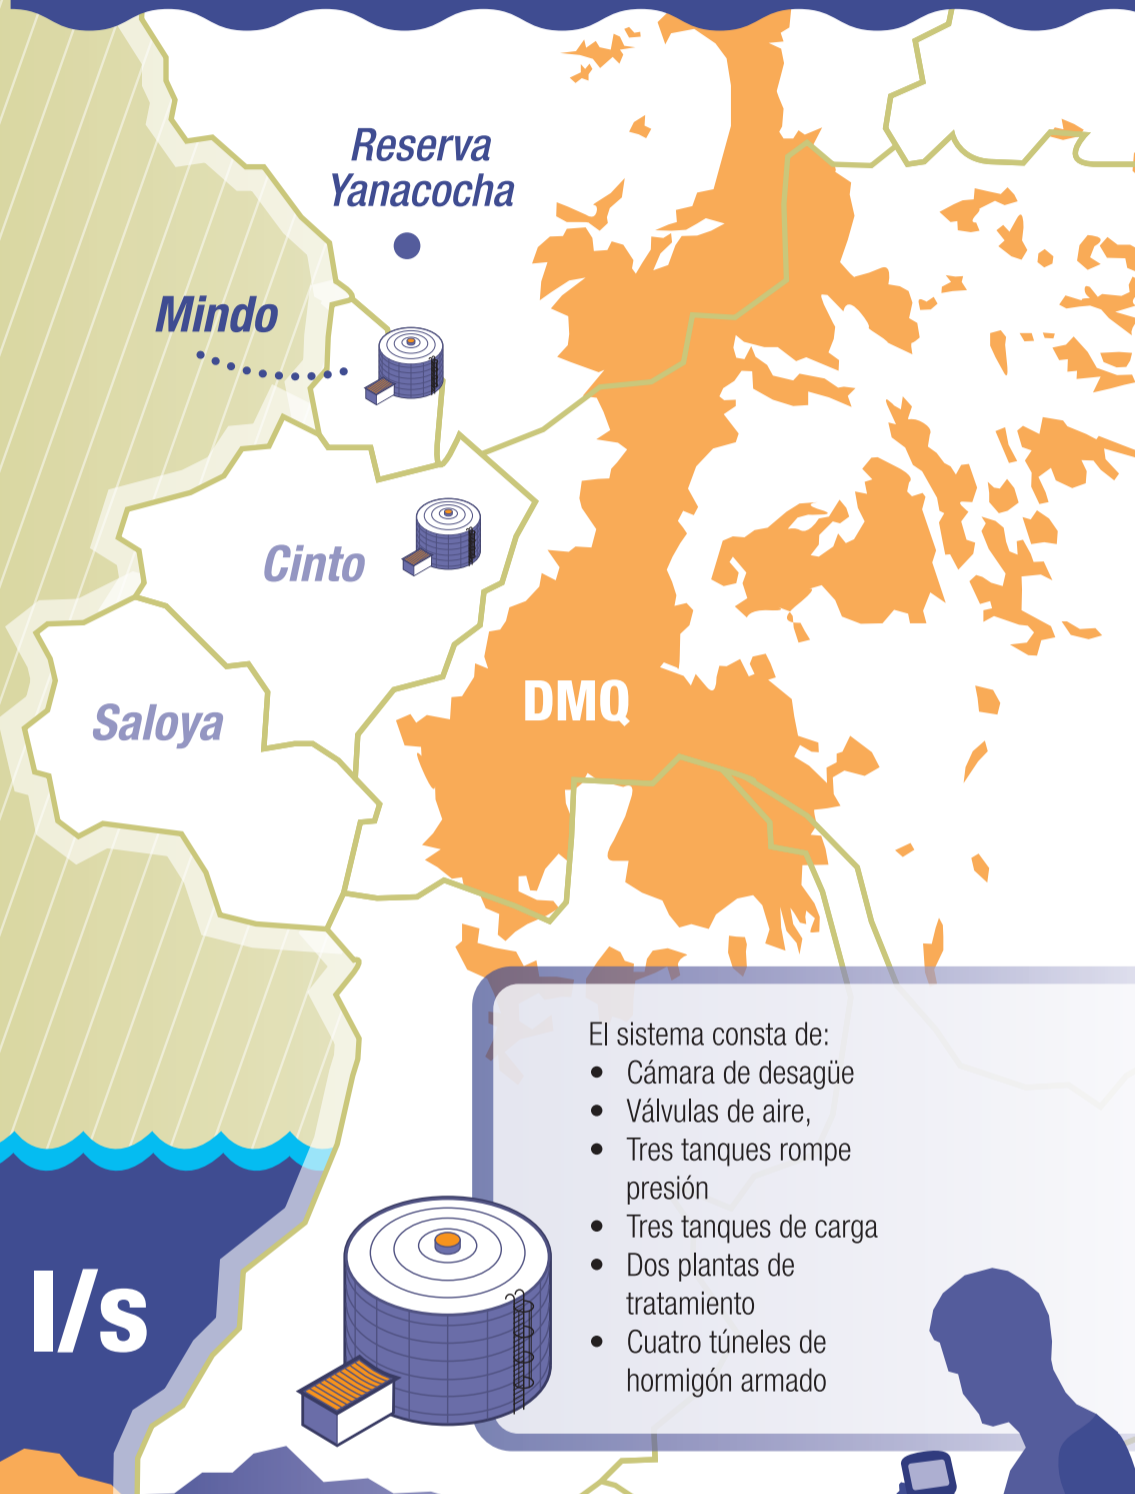 Reserva
Yanacocha
Mindo
Cinto
DMQ
Saloya
El sistema consta de:
• Cámara de desagüe
• Válvulas de aire,
• Tres tanques rompe
presión
• Tres tanques de carga
• Dos plantas de
tratamiento
• Cuatro túneles de
hormigón armado
l/s